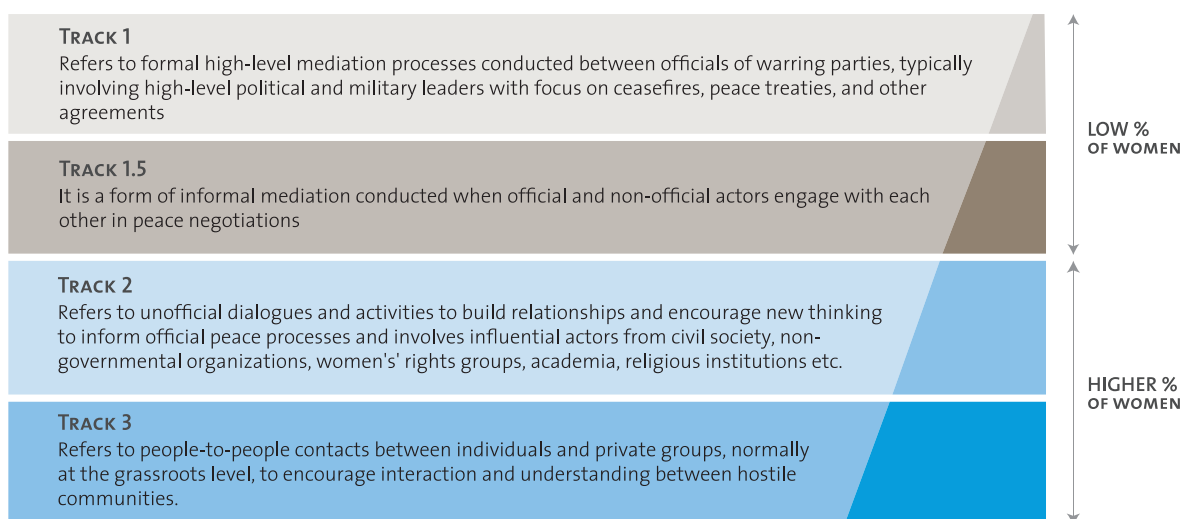 TRACK 1
Refers to formal high-level mediation processes conducted between officials of warring parties, typically
involving high-level political and military leaders with focus on ceasefires, peace treaties, and other
agreements
LOW %
OF WOMEN
TRACK 1.5
It is a form of informal mediation conducted when official and non-official actors engage with each
other in peace negotiations
TRACK 2
Refers to unofficial dialogues and activities to build relationships and encourage new thinking
to inform official peace processes and involves influential actors from civil society, non-
governmental organizations, women's' rights groups, academia, religious institutions etc.
HIGHER %
OF WOMEN
TRACK 3
Refers to people-to-people contacts between individuals and private groups, normally
at the grassroots level, to encourage interaction and understanding between hostile
communities.